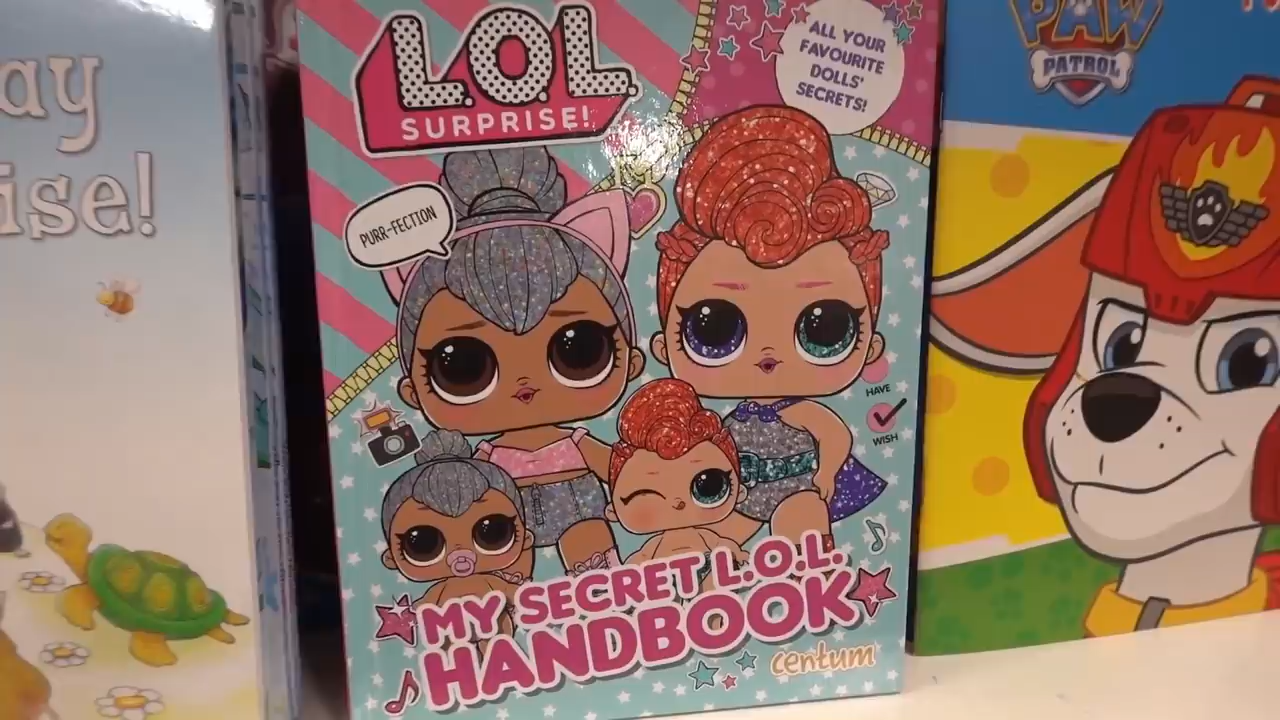 ay
ise!
L.O.L.
SURPRISE!
ALL YOUR
FAVOURITE
DOLLS'
SECRETS!
PURR-FECTION
HAVE
WISH
MY SECRET L.O.L.
HANDBOOK
centum
PAW
PATROL